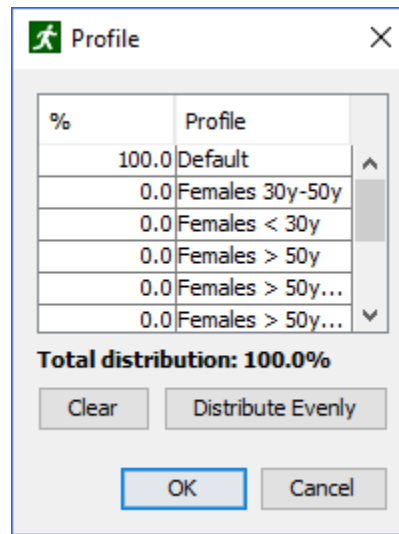 Profile
% Profile
100.0 Default
0.0 Females 30y-50y
0.0 Females < 30y
0.0 Females > 50y
0.0 Females > 50y...
0.0 Females > 50y...
Total distribution: 100.0%
Clear Distribute Evenly
OK Cancel